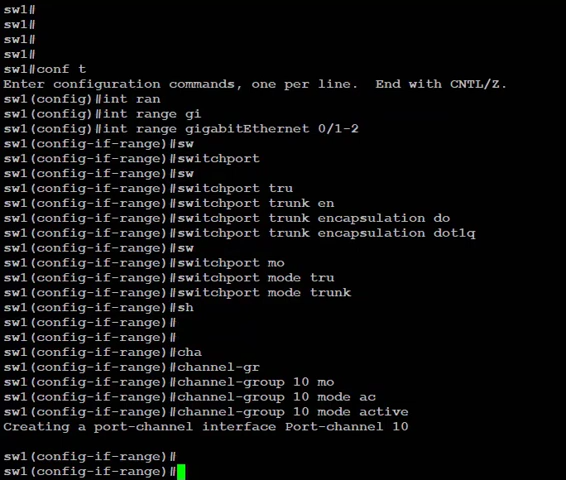 sw1#
sw1#
sw1#
sw1#
sw1#conf t
Enter configuration commands, one per line.  End with CNTL/Z.
sw1(config)#int ran
sw1(config)#int range gi
sw1(config)#int range gigabitEthernet 0/1-2
sw1(config-if-range)#sw
sw1(config-if-range)#switchport
sw1(config-if-range)#sw
sw1(config-if-range)#switchport tru
sw1(config-if-range)#switchport trunk en
sw1(config-if-range)#switchport trunk encapsulation do
sw1(config-if-range)#switchport trunk encapsulation dot1q
sw1(config-if-range)#sw
sw1(config-if-range)#switchport mo
sw1(config-if-range)#switchport mode tru
sw1(config-if-range)#switchport mode trunk
sw1(config-if-range)#sh
sw1(config-if-range)#
sw1(config-if-range)#
sw1(config-if-range)#cha
sw1(config-if-range)#channel-gr
sw1(config-if-range)#channel-group 10 mo
sw1(config-if-range)#channel-group 10 mode ac
sw1(config-if-range)#channel-group 10 mode active
Creating a port-channel interface Port-channel 10
sw1(config-if-range)#
sw1(config-if-range)#